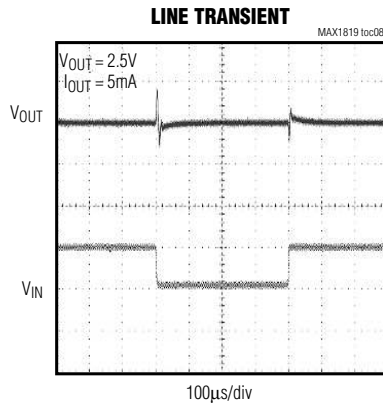 LINE TRANSIENT
MAX1819 toc08
VOUT = 2.5V
IOUT = 5mA
VOUT
VIN
100μs/div